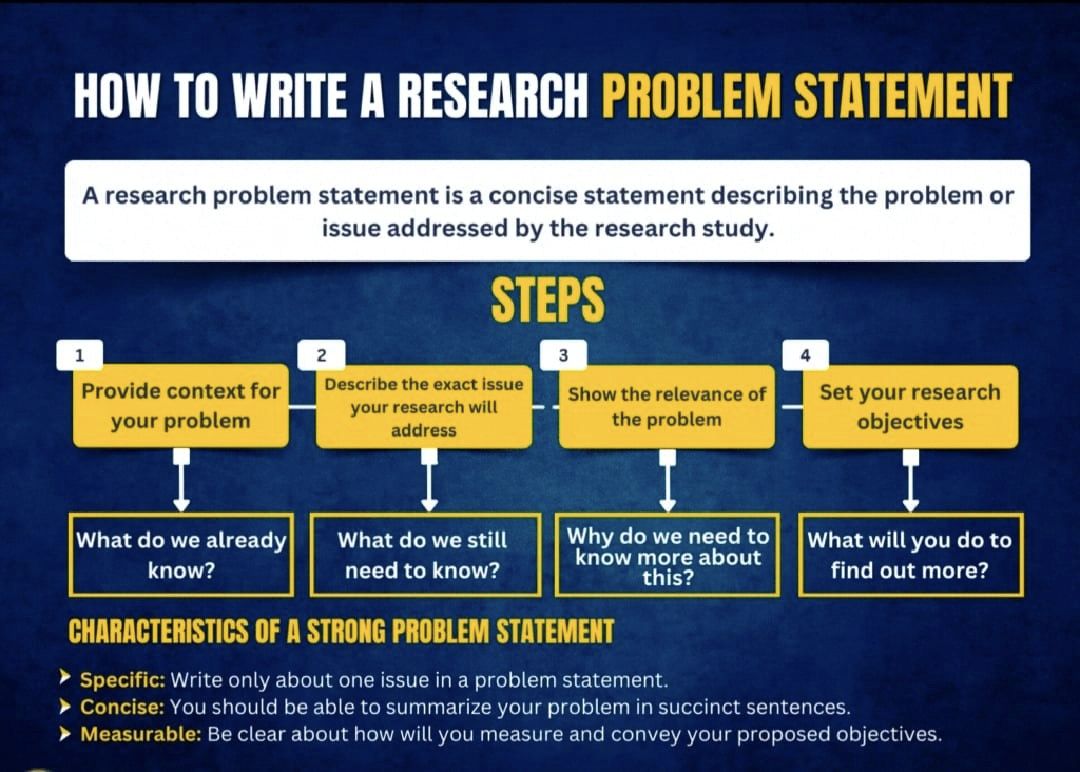 HOW TO WRITE A RESEARCH PROBLEM STATEMENT
A research problem statement is a concise statement describing the problem or
issue addressed by the research study.
STEPS
1
Provide context for
your problem
What do we already
know?
2
Describe the exact issue
your research will
address
What do we still
need to know?
3
Show the relevance of
the problem
Why do we need to
know more about
this?
4
Set your research
objectives
What will you do to
find out more?
CHARACTERISTICS OF A STRONG PROBLEM STATEMENT
Specific: Write only about one issue in a problem statement.
Concise: You should be able to summarize your problem in succinct sentences.
Measurable: Be clear about how will you measure and convey your proposed objectives.